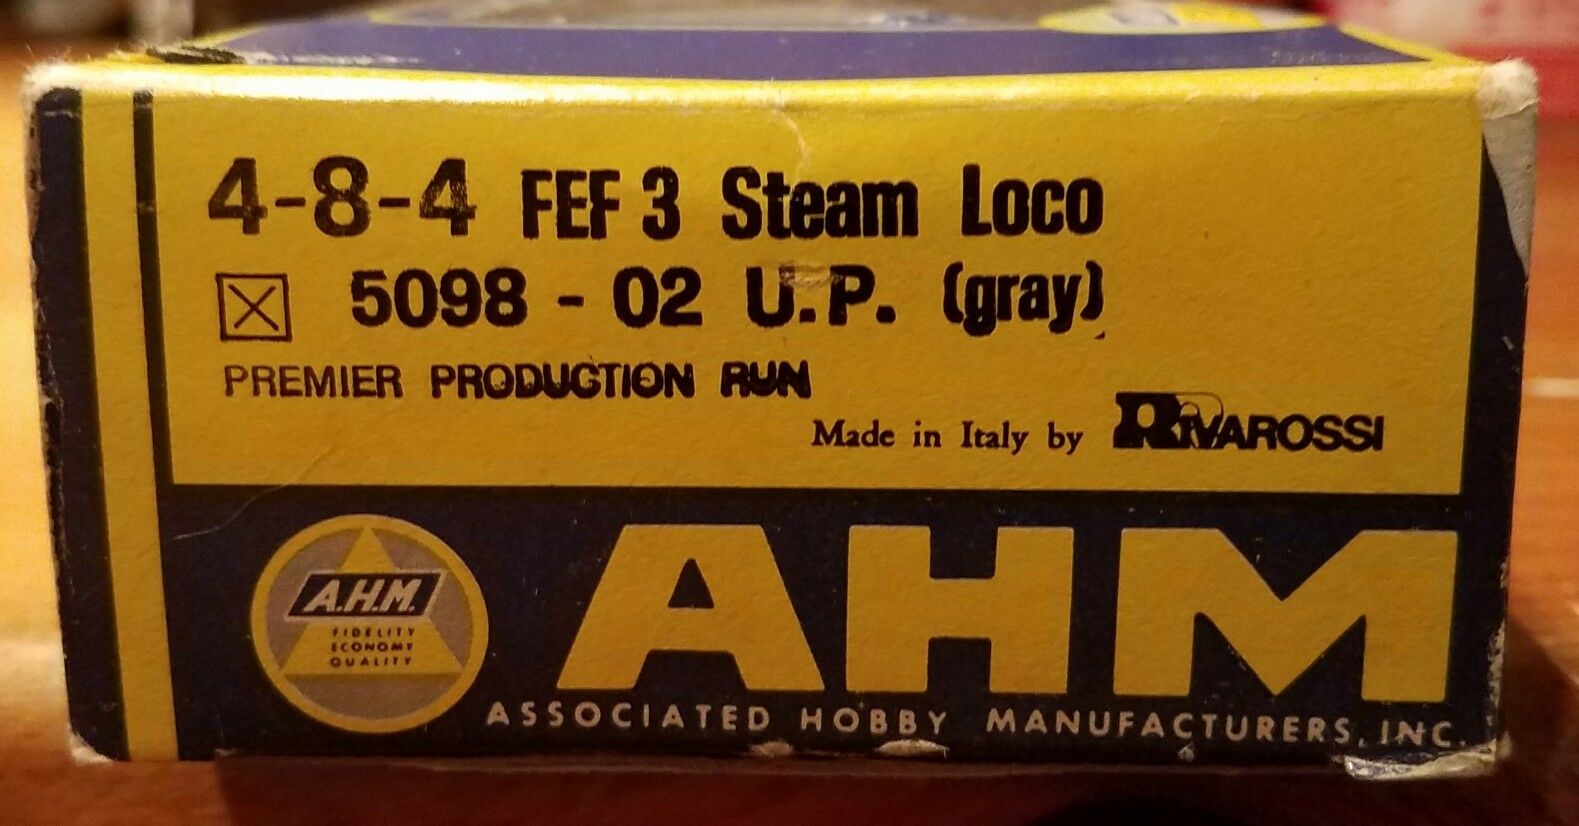 4-8-4 FEF 3 Steam Loco
5098 - 02 U.P. (gray)
PREMIER PRODUCTION RUN
Made in Italy by RIVAROSSI
A.H.M.
FIDELITY
ECONOMY
QUALITY
AHM
ASSOCIATED HOBBY MANUFACTURERS, INC.